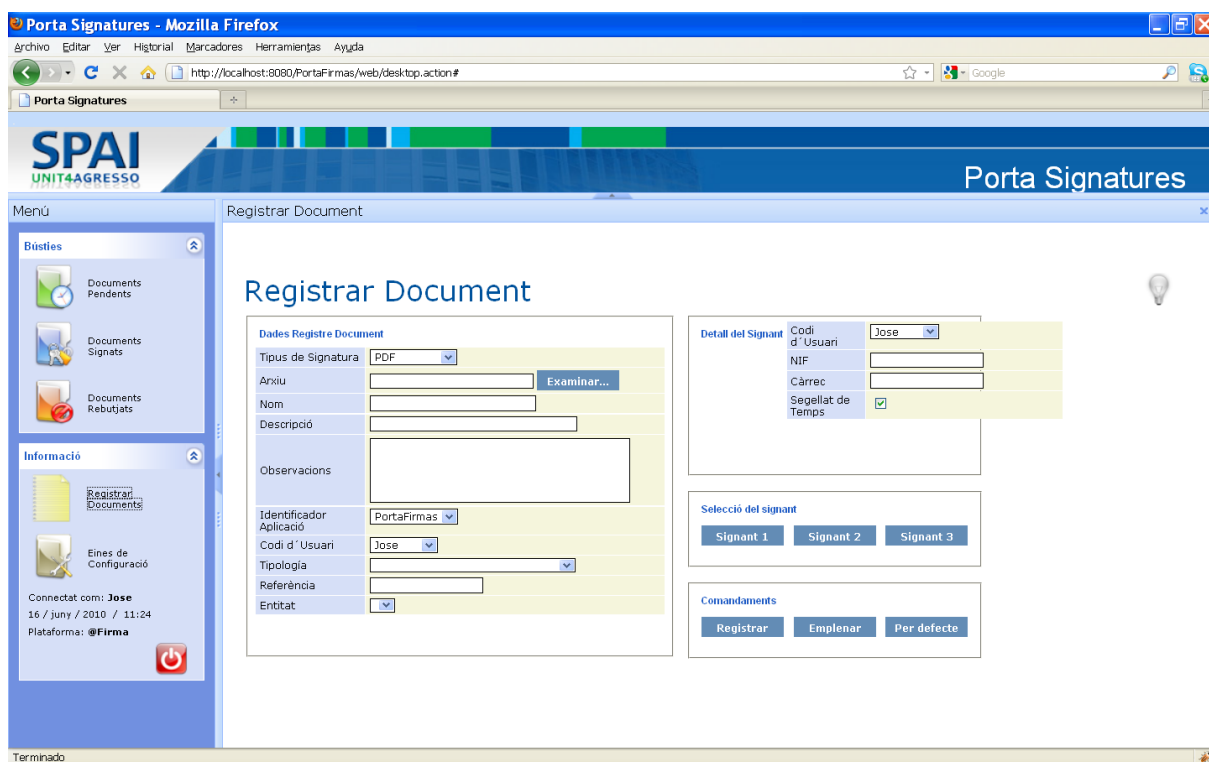 Porta Signatures - Mozilla Firefox
Archivo Editar Ver Historial Marcadores Herramientas Ayuda
http://localhost:8080/PortaFirmas/web/desktop.action#
Google
Porta Signatures
SPAI
UNIT4AGRESSO
Porta Signatures
Menú
Registrar Document
Bústies
Documents
Pendents
Documents
Signats
Documents
Rebutjats
Informació
Registrar
Documents
Eines de
Configuració
Connectat com: Jose
16 / juny / 2010 / 11:24
Plataforma: @Firma
Registrar Document
Dades Registre Document
Tipus de Signatura PDF
Arxiu Examinar...
Nom
Descripció
Observacions
Identificador
Aplicació
PortaFirmas
Codi d´Usuari Jose
Tipologia
Referència
Entitat
Detall del Signant
Codi
d´Usuari
Jose
NIF
Càrrec
Segellat de
Temps
Selecció del signant
Signant 1 Signant 2 Signant 3
Comandaments
Registrar Emplenar Per defecte
Terminado